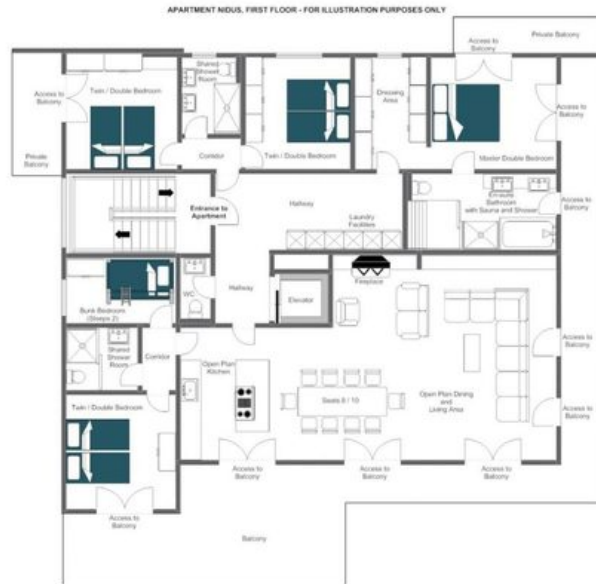 APARTMENT NIDUS, FIRST FLOOR - FOR ILLUSTRATION PURPOSES ONLY
Access to
Balcony
Private Balcony
Shared
Shower
Room
Access to
Balcony
Twin / Double Bedroom
Dressing
Area
Access to
Balcony
Private
Balcony
Corridor
Twin / Double Bedroom
Master Double Bedroom
Entrance to
Apartment
Hallway
Laundry
Facilities
Ensuite
Bathroom
with Sauna and Shower
Access to
Balcony
Bunk Bedroom
(Sleeps 2)
WC
Hallway
Elevator
Fireplace
Shared
Shower
Room
Corridor
Open Plan
Kitchen
Access to
Balcony
Twin / Double Bedroom
Seats 8 / 10
Open Plan Dining
and
Living Area
Access to
Balcony
Access to
Balcony
Access to
Balcony
Access to
Balcony
Access to
Balcony
Balcony